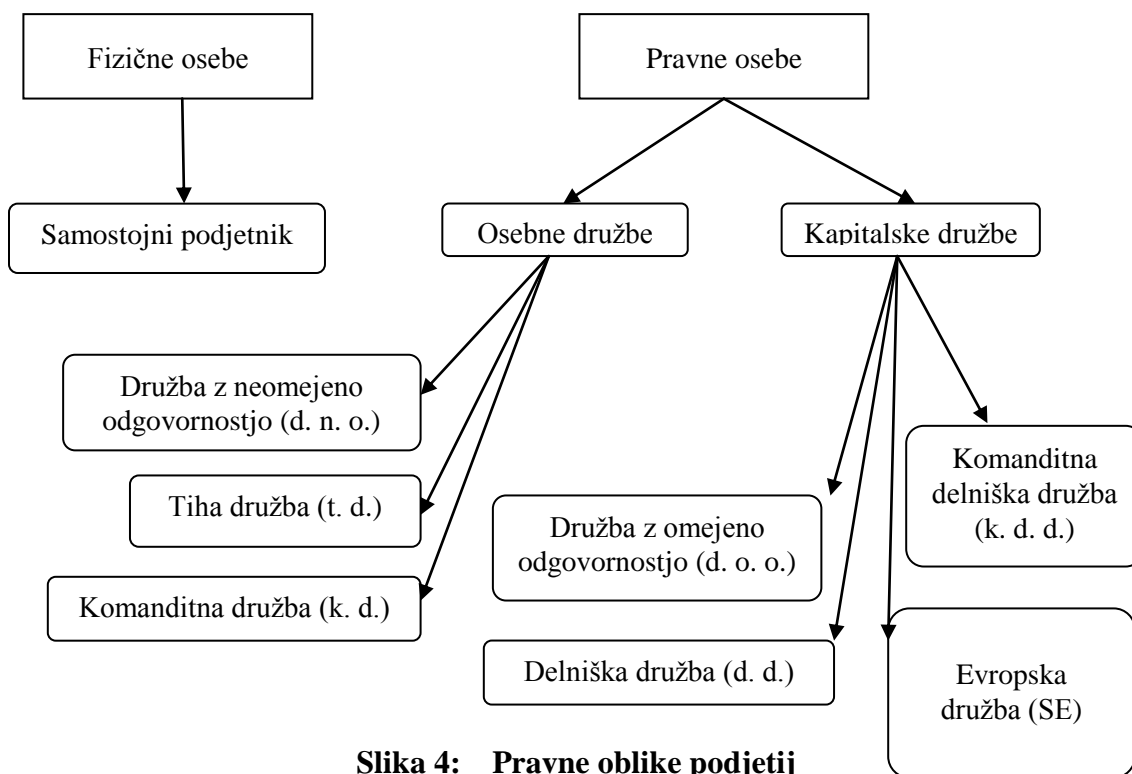 Fizične osebe
Pravne osebe
Samostojni podjetnik
Osebne družbe
Kapitalske družbe
Družba z neomejeno
odgovornostjo (d. n. o.)
Tiha družba (t. d.)
Komanditna družba (k. d.)
Družba z omejeno
odgovornostjo (d. o. o.)
Delniška družba (d. d.)
Komanditna
delniška družba
(k. d. d.)
Evropska
družba (SE)
Slika 4: Pravne oblike podjetij